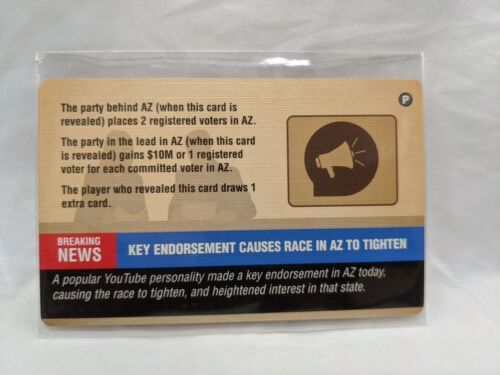 The party behind AZ (when this card is
revealed) places 2 registered voters in AZ.
The party in the lead in AZ (when this card
is revealed) gains $10M or 1 registered
voter for each committed voter in AZ.
The player who revealed this card draws 1
extra card.
P
BREAKING
NEWS
KEY ENDORSEMENT CAUSES RACE IN AZ TO TIGHTEN
A popular YouTube personality made a key endorsement in AZ today,
causing the race to tighten, and heightened interest in that state.